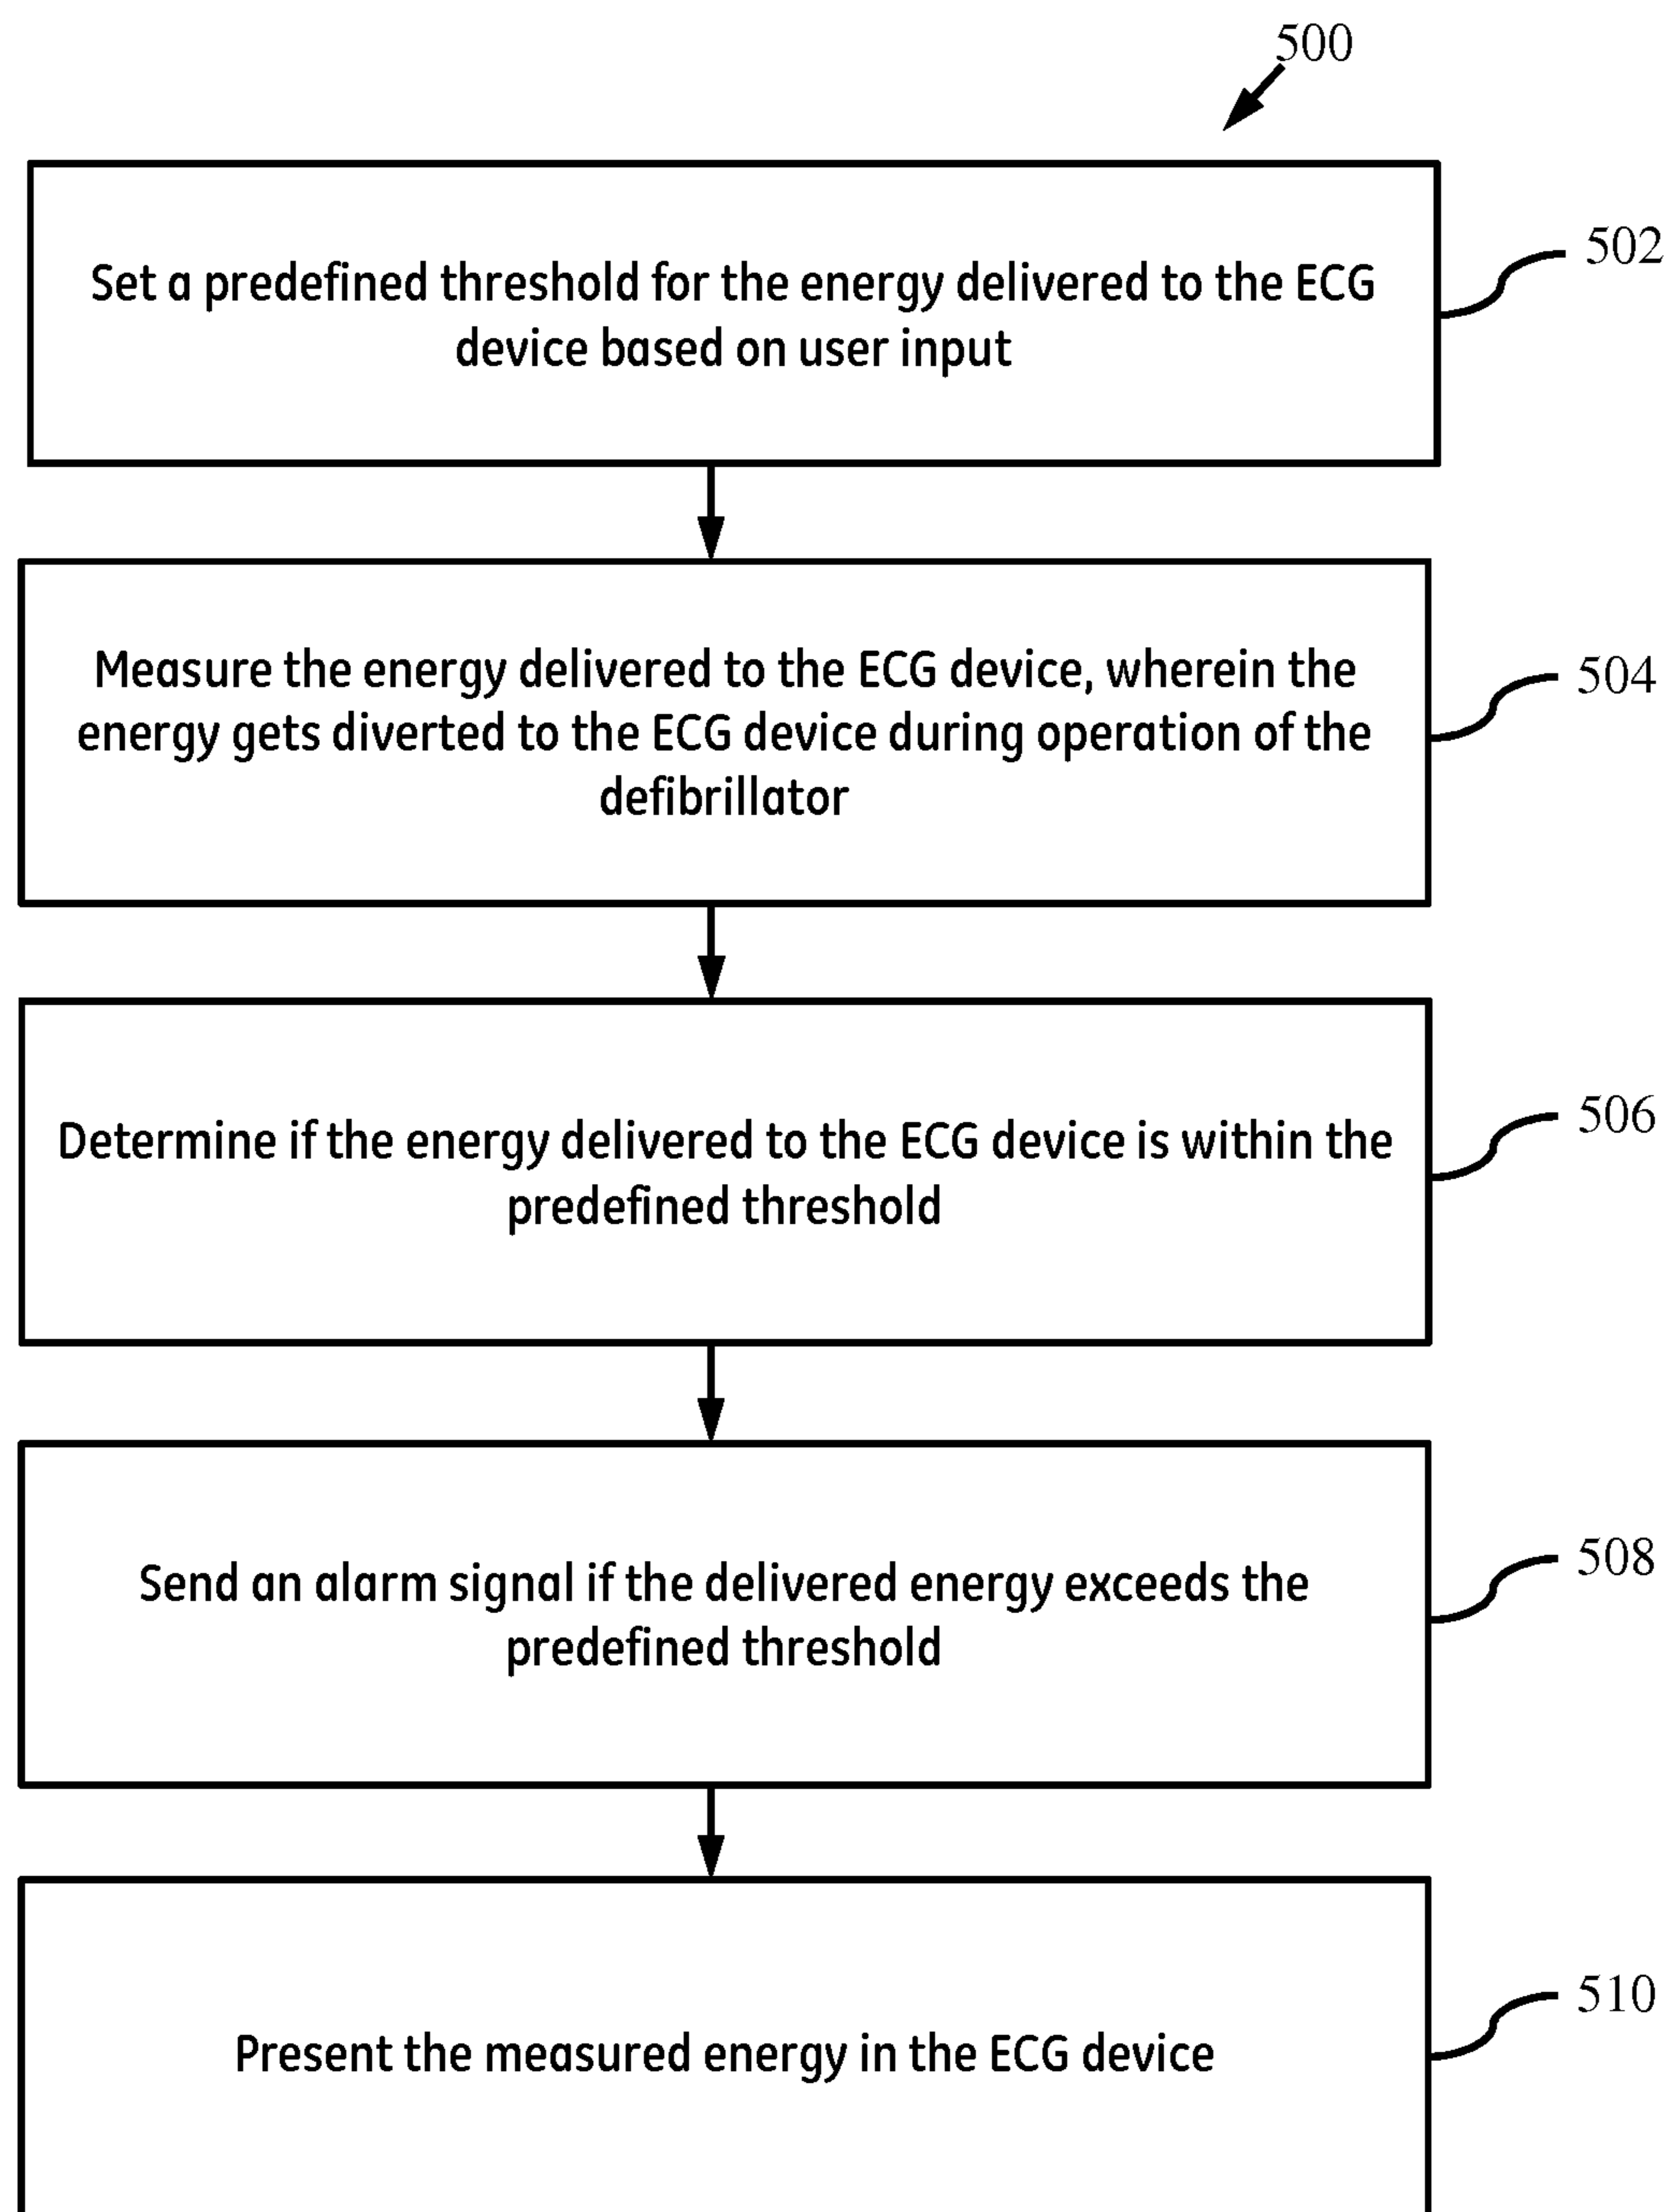 500
Set a predefined threshold for the energy delivered to the ECG
device based on user input
502
Measure the energy delivered to the ECG device, wherein the
energy gets diverted to the ECG device during operation of the
defibrillator
504
Determine if the energy delivered to the ECG device is within the
predefined threshold
506
Send an alarm signal if the delivered energy exceeds the
predefined threshold
508
Present the measured energy in the ECG device
510